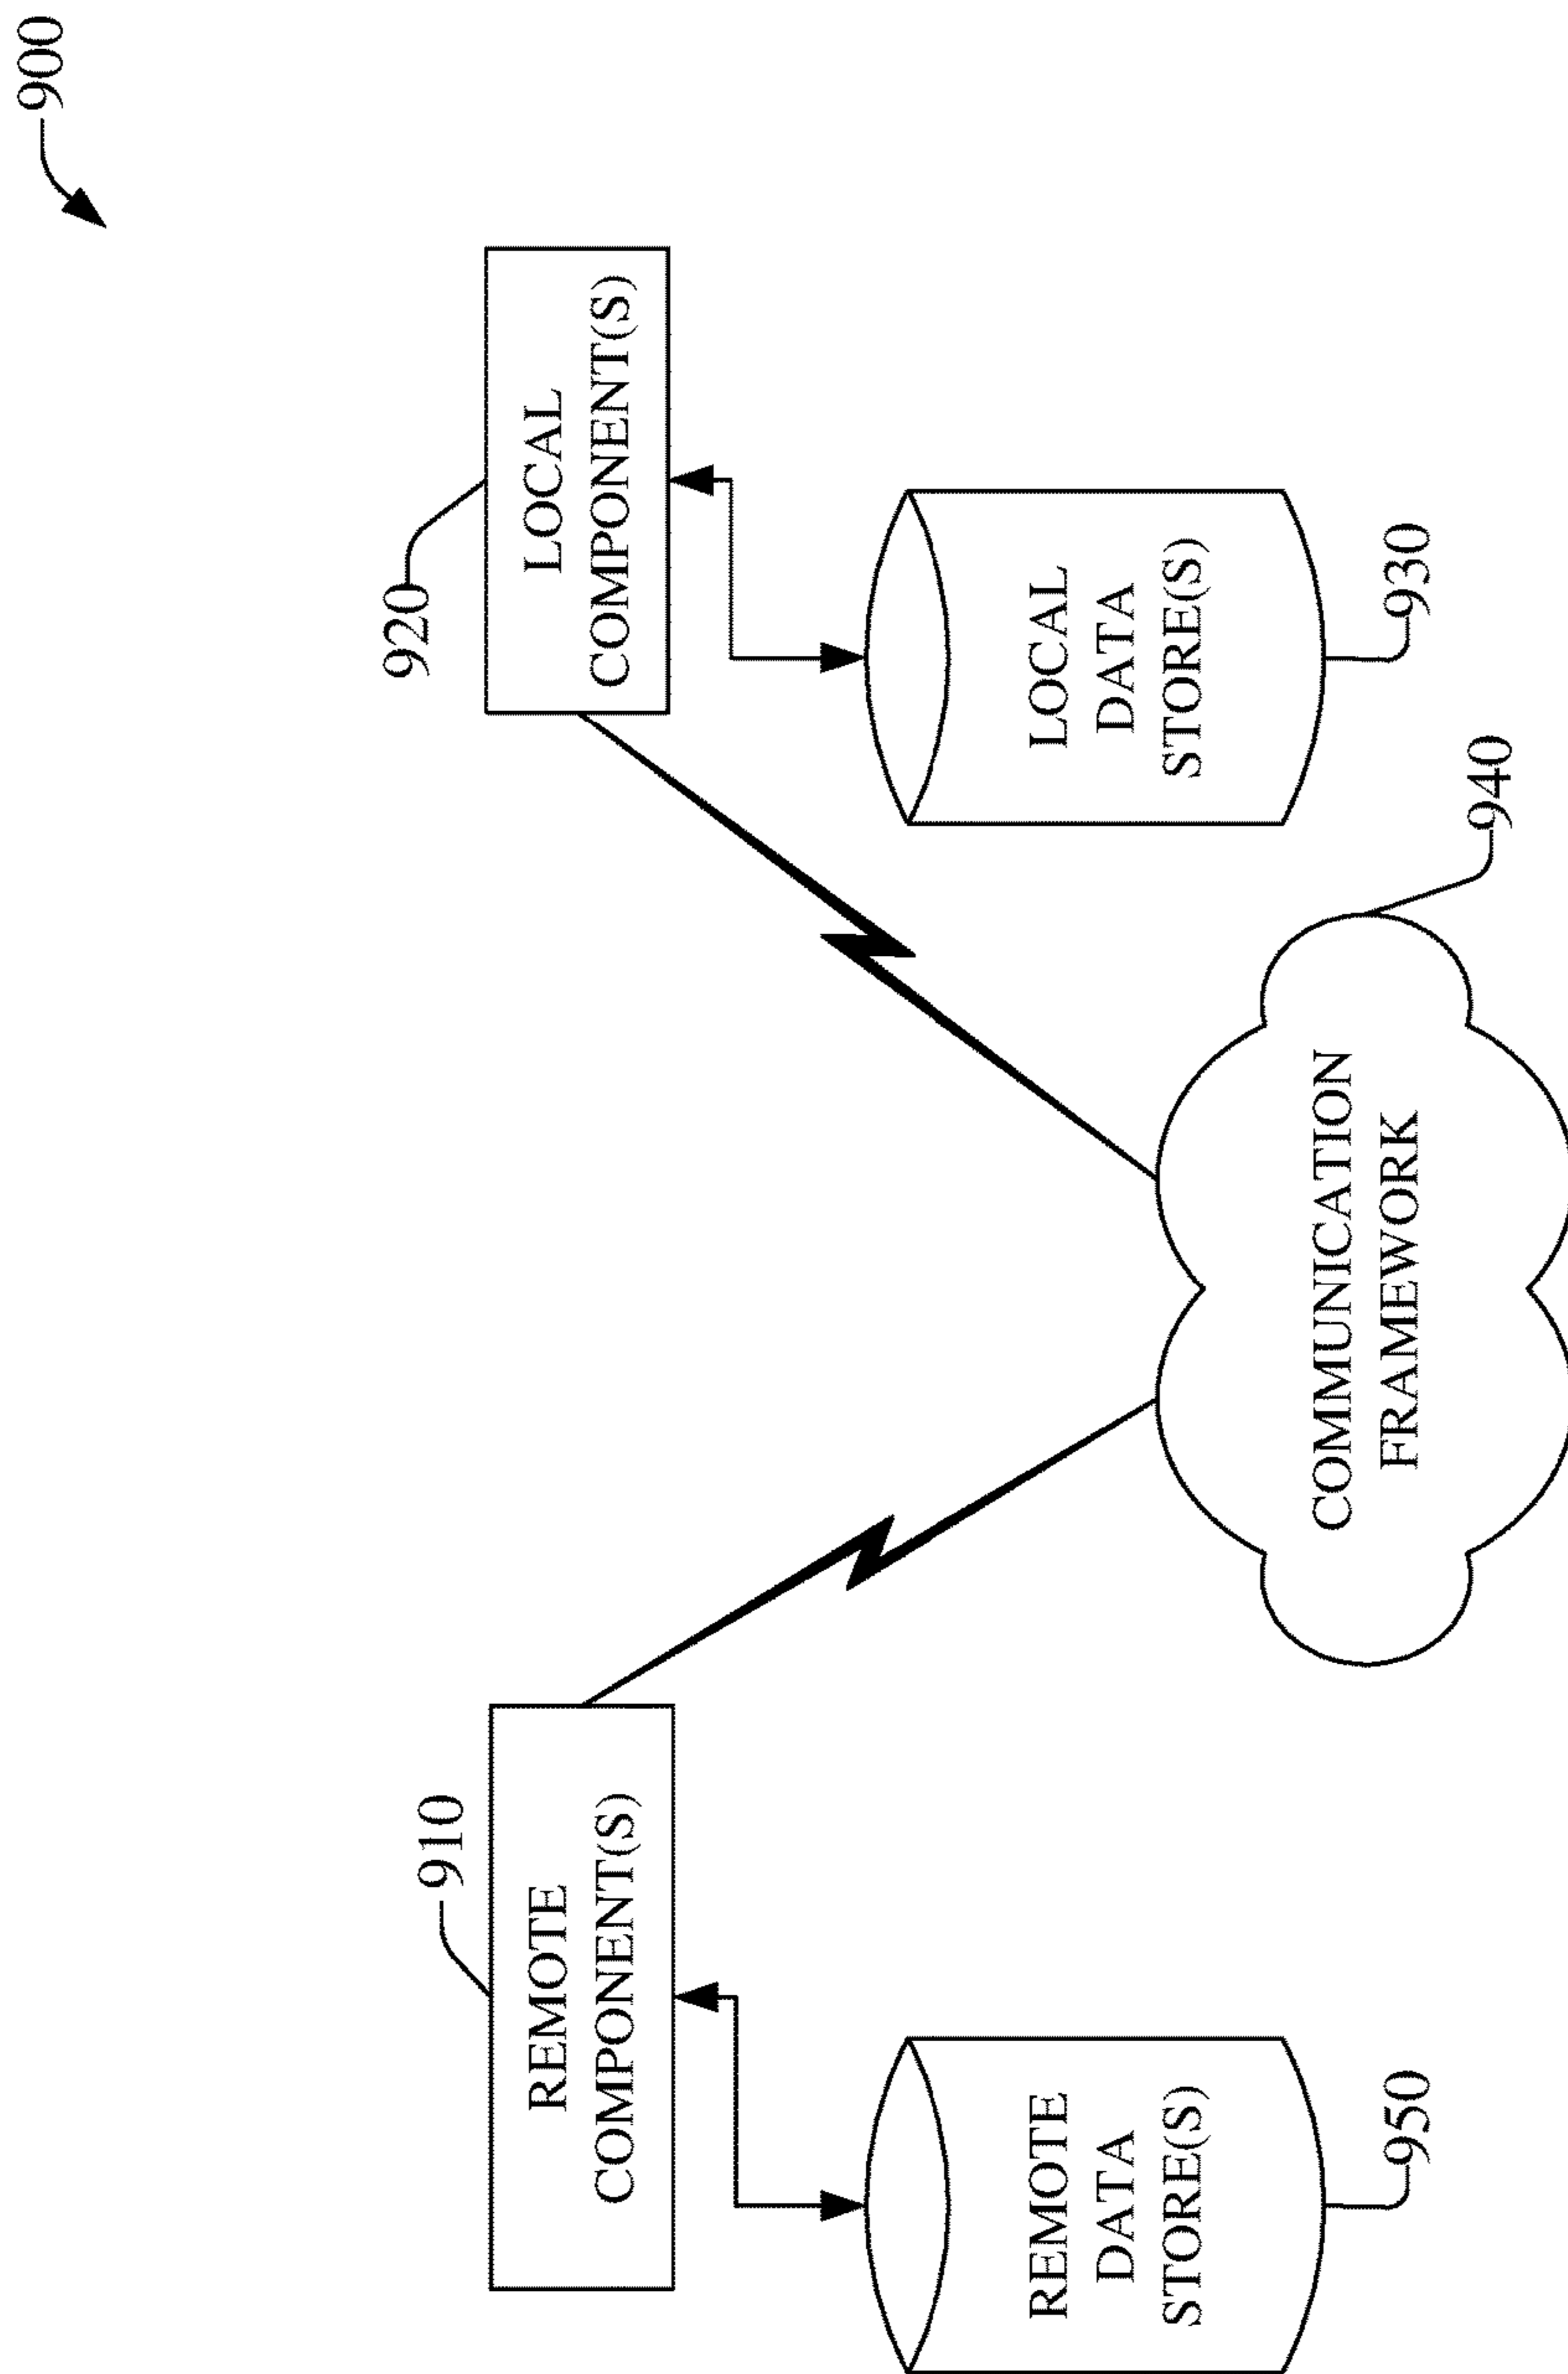 900
910
REMOTE
COMPONENT(S)
920
LOCAL
COMPONENT(S)
REMOTE
DATA
STORE(S)
950
LOCAL
DATA
STORE(S)
930
COMMUNICATION
FRAMEWORK
940